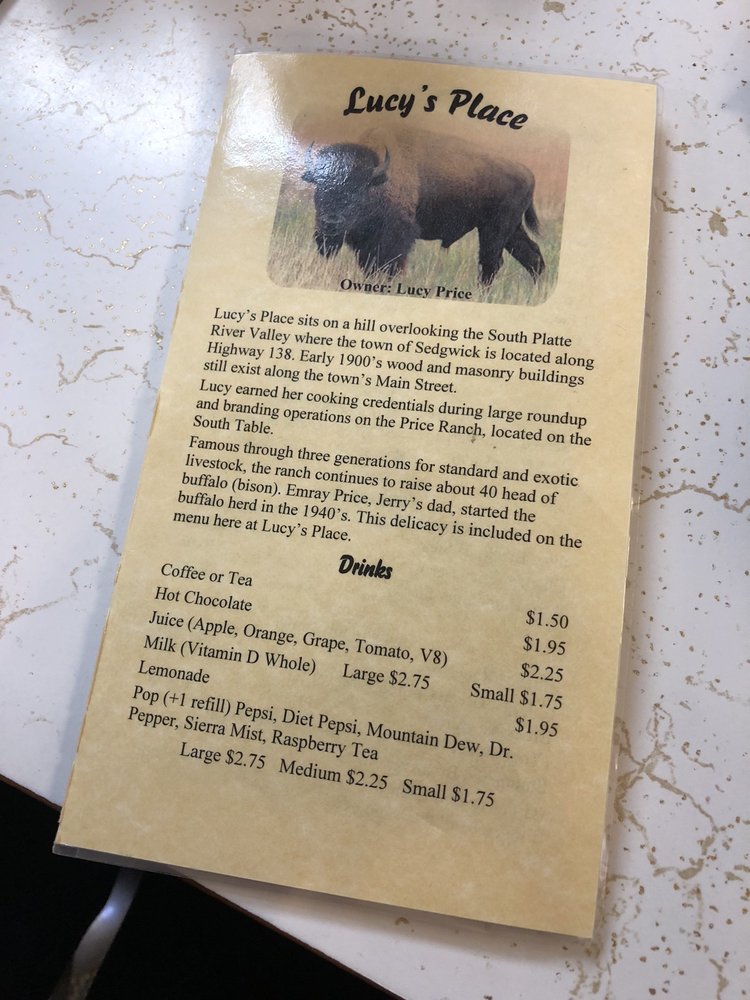 Lucy's Place
Owner: Lucy Price
Lucy's Place sits on a hill overlooking the South Platte
River Valley where the town of Sedgwick is located along
Highway 138. Early 1900's wood and masonry buildings
still exist along the town's Main Street.
Lucy earned her cooking credentials during large roundup
and branding operations on the Price Ranch, located on the
South Table.
Famous through three generations for standard and exotic
livestock, the ranch continues to raise about 40 head of
buffalo (bison). Emray Price, Jerry's dad, started the
buffalo herd in the 1940's. This delicacy is included on the
menu here at Lucy's Place.
Drinks
Coffee or Tea $1.50
Hot Chocolate $1.95
Juice (Apple, Orange, Grape, Tomato, V8) $2.25
Milk (Vitamin D Whole) Large $2.75 Small $1.75
Lemonade $1.95
Pop (+1 refill) Pepsi, Diet Pepsi, Mountain Dew, Dr.
Pepper, Sierra Mist, Raspberry Tea
Large $2.75 Medium $2.25 Small $1.75